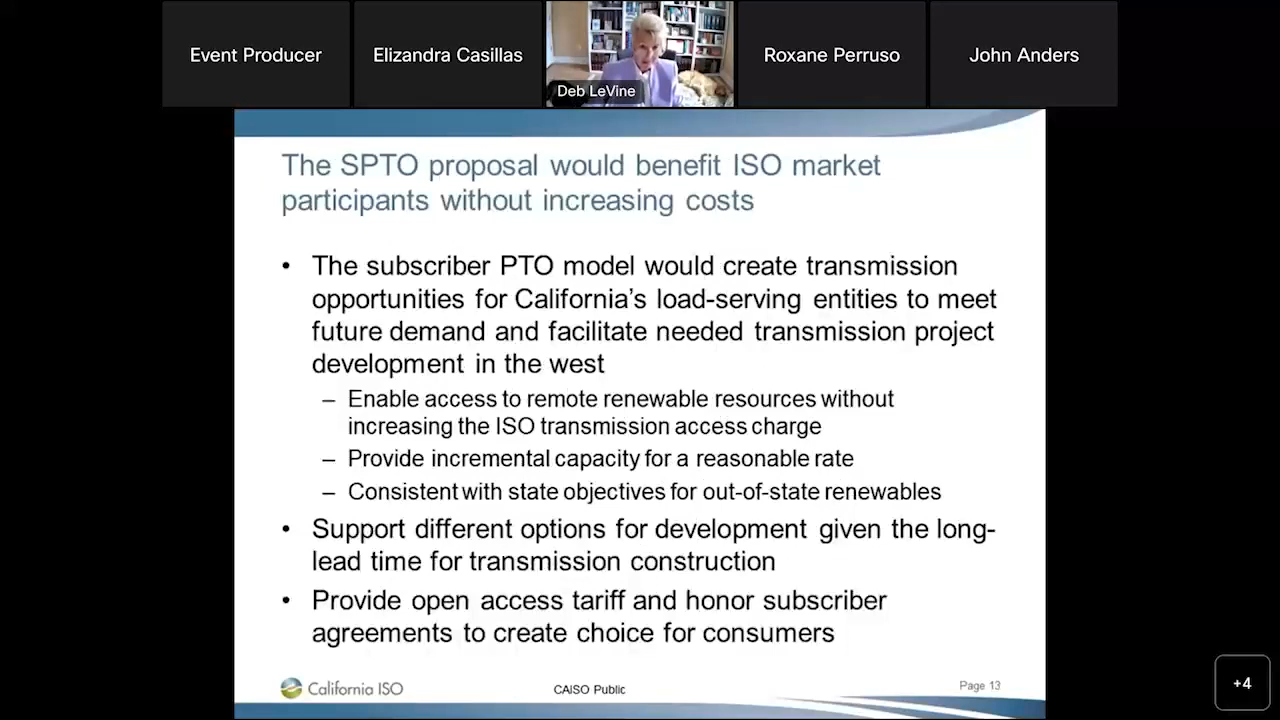 Event Producer
Elizandra Casillas
Deb LeVine
Roxane Perruso
John Anders
The SPTO proposal would benefit ISO market
participants without increasing costs
• The subscriber PTO model would create transmission
opportunities for California’s load-serving entities to meet
future demand and facilitate needed transmission project
development in the west
– Enable access to remote renewable resources without
increasing the ISO transmission access charge
– Provide incremental capacity for a reasonable rate
– Consistent with state objectives for out-of-state renewables
• Support different options for development given the long-
lead time for transmission construction
• Provide open access tariff and honor subscriber
agreements to create choice for consumers
California ISO
CAISO Public
Page 13
+4